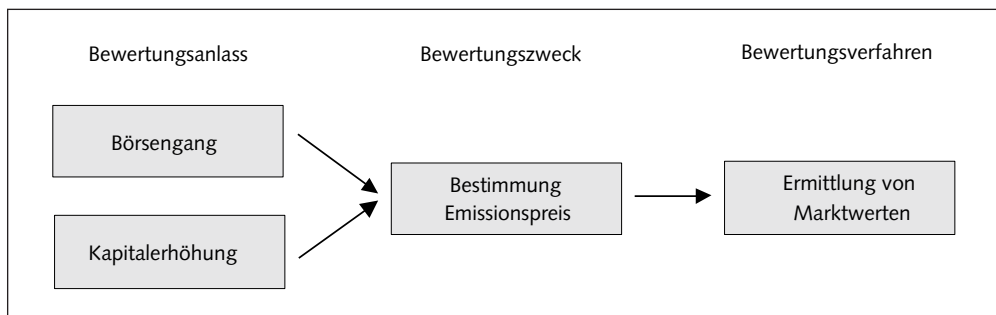 Bewertungsanlass
Bewertungszweck
Bewertungsverfahren
Börsengang
Kapitalerhöhung
Bestimmung
Emissionspreis
Ermittlung von
Marktwerten